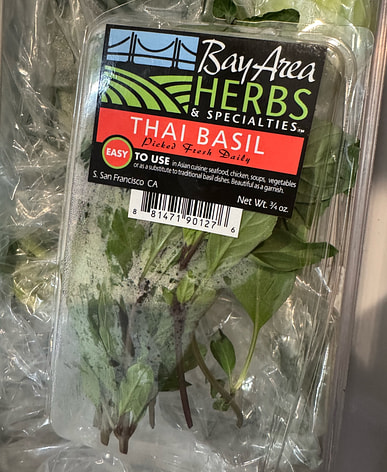 Bay Area
HERBS
& SPECIALTIES™
THAI BASIL
Picked Fresh Daily
EASY TO USE in Asian cuisine; seafood, chicken, soups, vegetables
or as a substitute to traditional basil dishes. Beautiful as a garnish.
S. San Francisco CA
Net Wt. ¾ oz.
8 81471 90127 6